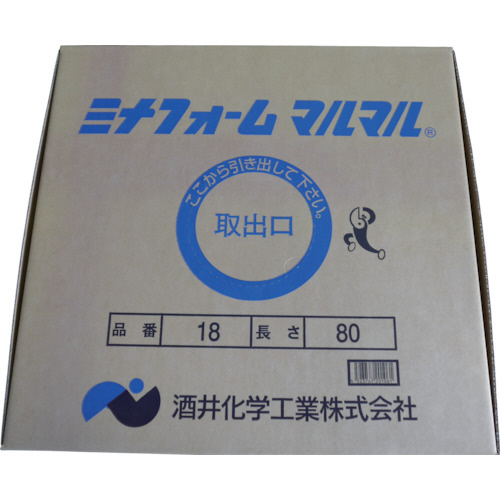 ミナフォーム マルマル®
ここから引き出して下さい。
取出口
品番 18 長さ 80
酒井化学工業株式会社